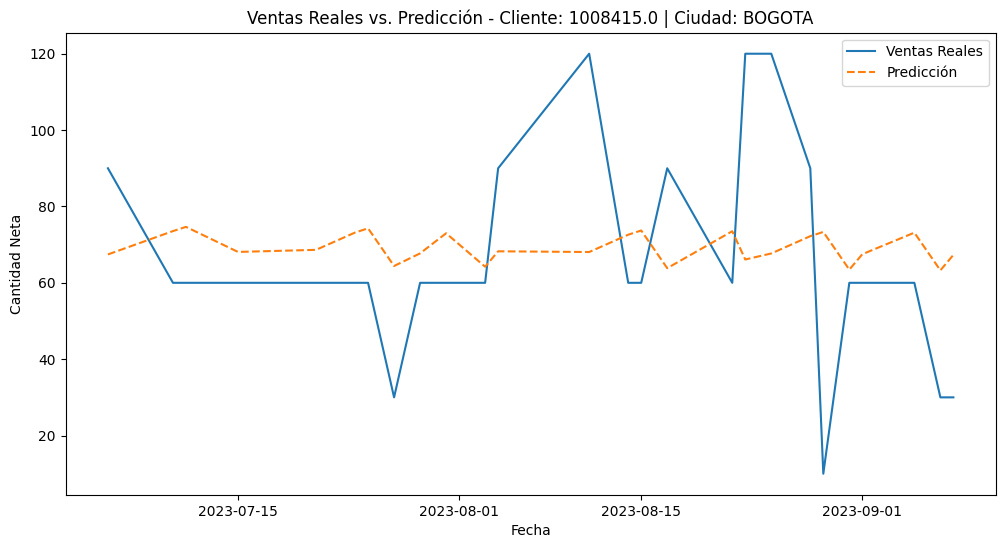 Ventas Reales vs. Predicción - Cliente: 1008415.0 | Ciudad: BOGOTA
Ventas Reales
Predicción
Cantidad Neta
120
100
80
60
40
20
2023-07-15
2023-08-01
2023-08-15
2023-09-01
Fecha